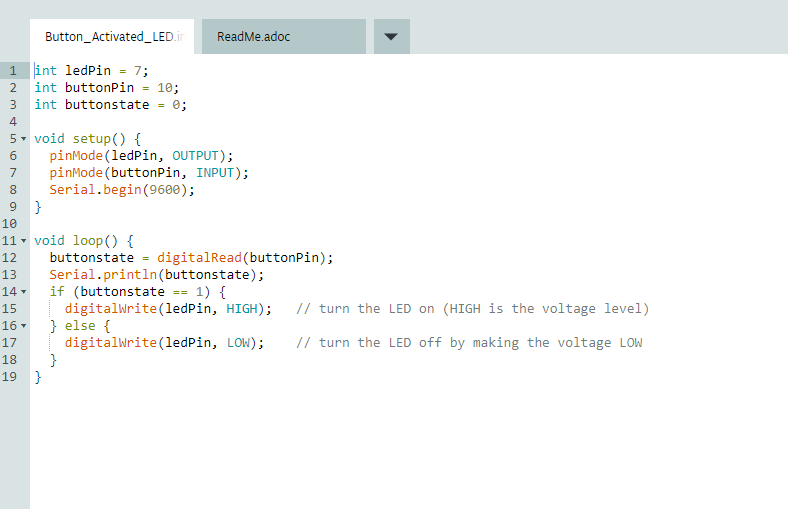 Button_Activated_LED.in
ReadMe.adoc
1 int ledPin = 7;
2 int buttonPin = 10;
3 int buttonstate = 0;
4
5 void setup() {
6   pinMode(ledPin, OUTPUT);
7   pinMode(buttonPin, INPUT);
8   Serial.begin(9600);
9 }
10
11 void loop() {
12   buttonstate = digitalRead(buttonPin);
13   Serial.println(buttonstate);
14   if (buttonstate == 1) {
15     digitalWrite(ledPin, HIGH);   // turn the LED on (HIGH is the voltage level)
16   } else {
17     digitalWrite(ledPin, LOW);    // turn the LED off by making the voltage LOW
18   }
19 }